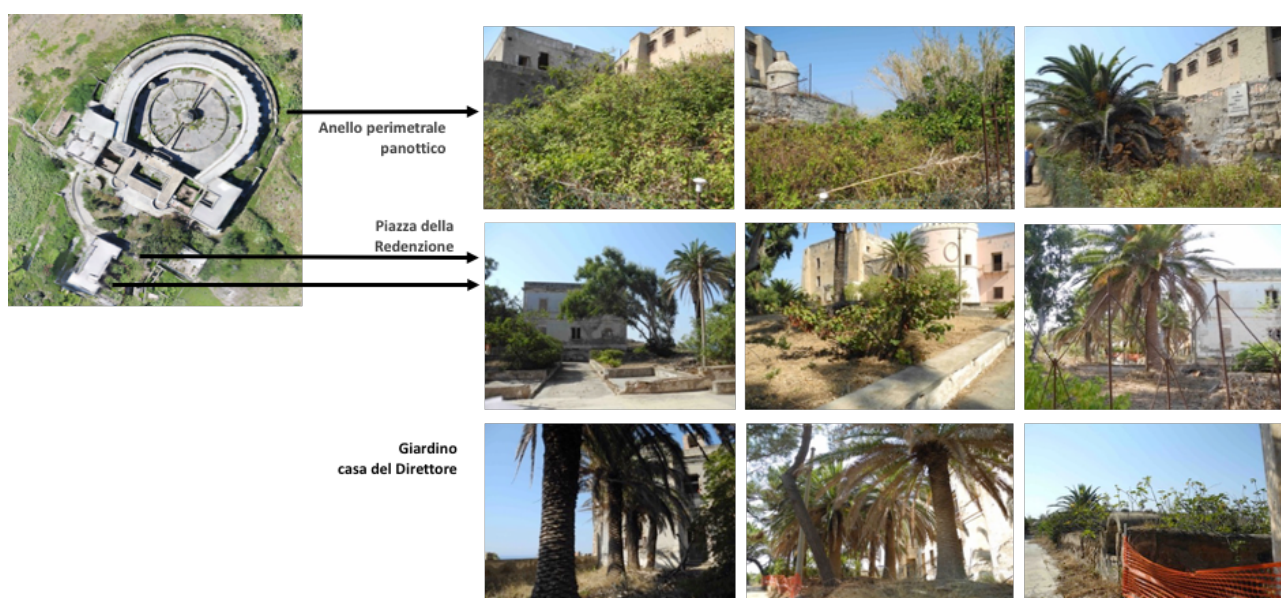 Anello perimetrale
panottico
Piazza della
Redenzione
Giardino
casa del Direttore